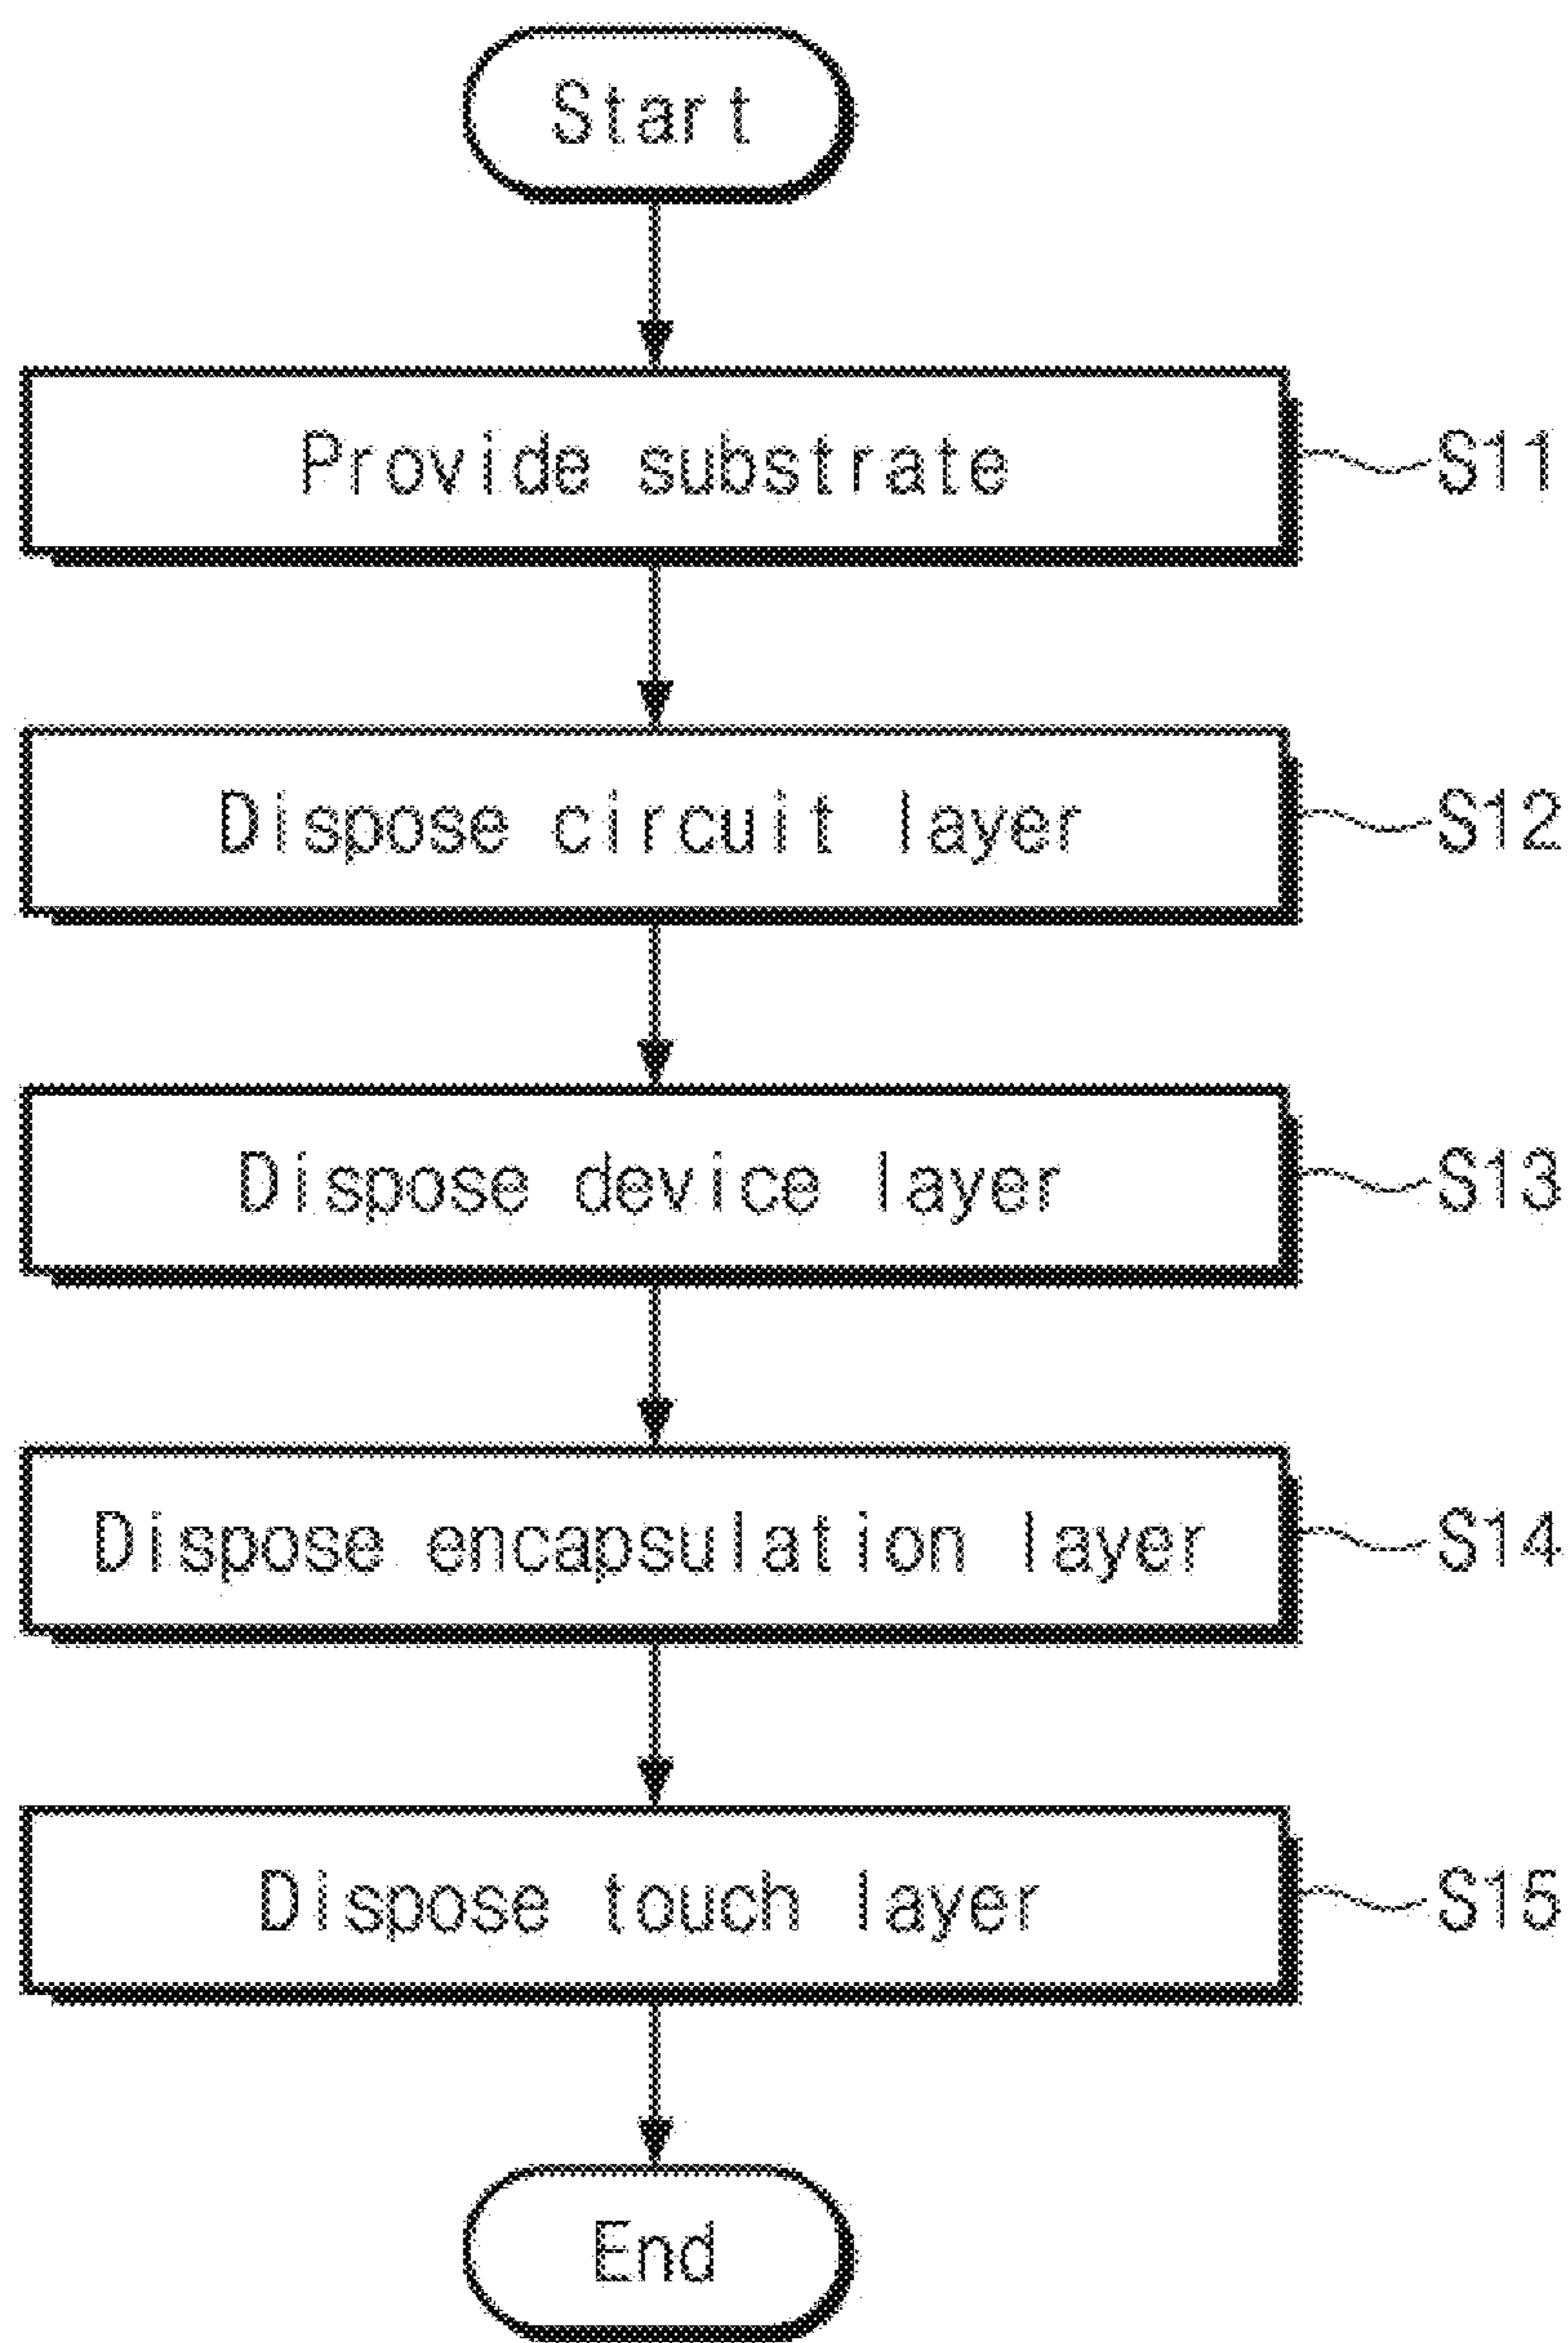 Start
Provide substrate
S11
Dispose circuit layer
S12
Dispose device layer
S13
Dispose encapsulation layer
S14
Dispose touch layer
S15
End